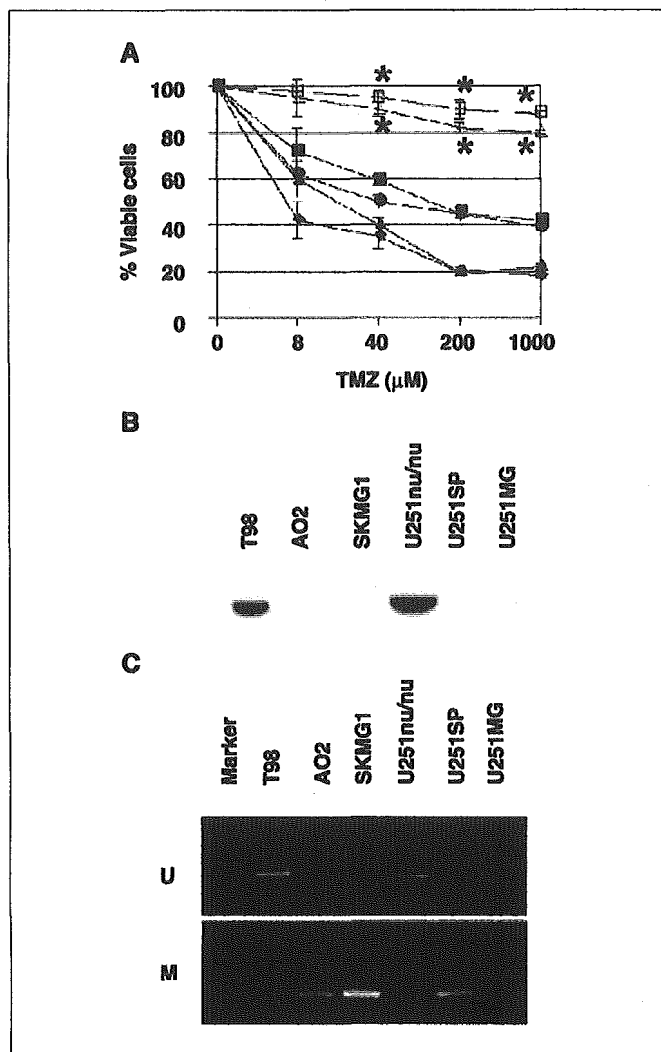 A
* * *
100
* * *
80
60
40
20
0
% Viable cells
0 8 40 200 1000
TMZ (μM)
B
T98 AO2 SKMG1 U251nu/nu U251SP U251MG
C
Marker T98 AO2 SKMG1 U251nu/nu U251SP U251MG
U
M